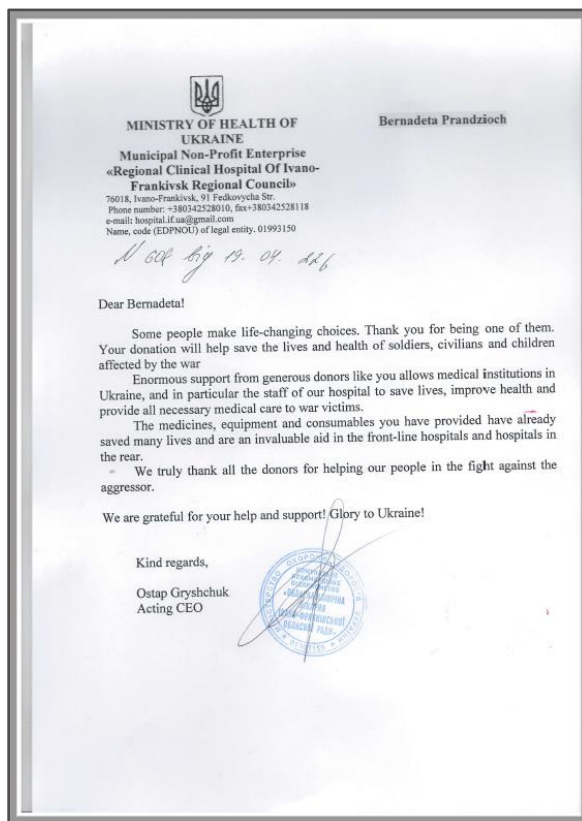 MINISTRY OF HEALTH OF
UKRAINE
Municipal Non-Profit Enterprise
«Regional Clinical Hospital Of Ivano-
Frankivsk Regional Council»
76018, Ivano-Frankivsk, 91 Fedkovycha Str.
Phone number: +380342528010, fax+380342528118
e-mail: hospital.if.ua@gmail.com
Name, code (EDPNOU) of legal entity. 01993150
Bernadeta Prandzioch
від 19. 04.
Dear Bernadeta!
Some people make life-changing choices. Thank you for being one of them.
Your donation will help save the lives and health of soldiers, civilians and children
affected by the war
Enormous support from generous donors like you allows medical institutions in
Ukraine, and in particular the staff of our hospital to save lives, improve health and
provide all necessary medical care to war victims.
The medicines, equipment and consumables you have provided have already
saved many lives and are an invaluable aid in the front-line hospitals and hospitals in
the rear.
We truly thank all the donors for helping our people in the fight against the
aggressor.
We are grateful for your help and support! Glory to Ukraine!
Kind regards,
Ostap Gryshchuk
Acting CEO